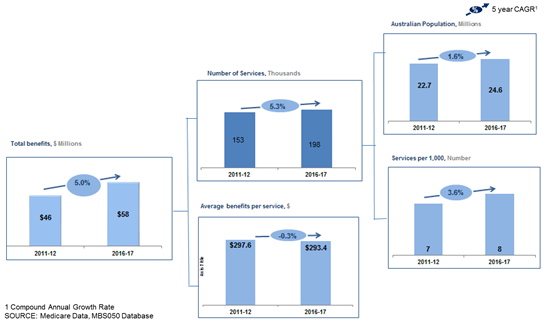 % 5 year CAGR¹
Australian Population, Millions
1.6%
22.7
24.6
2011-12 2016-17
Number of Services, Thousands
5.3%
153
198
2011-12 2016-17
Total benefits, $ Millions
5.0%
$46
$58
2011-12 2016-17
Services per 1,000, Number
3.6%
7 8
2011-12 2016-17
Average benefits per service, $
-0.3%
$297.6
$293.4
Axis Title
2011-12 2016-17
1 Compound Annual Growth Rate
SOURCE: Medicare Data, MBS050 Database